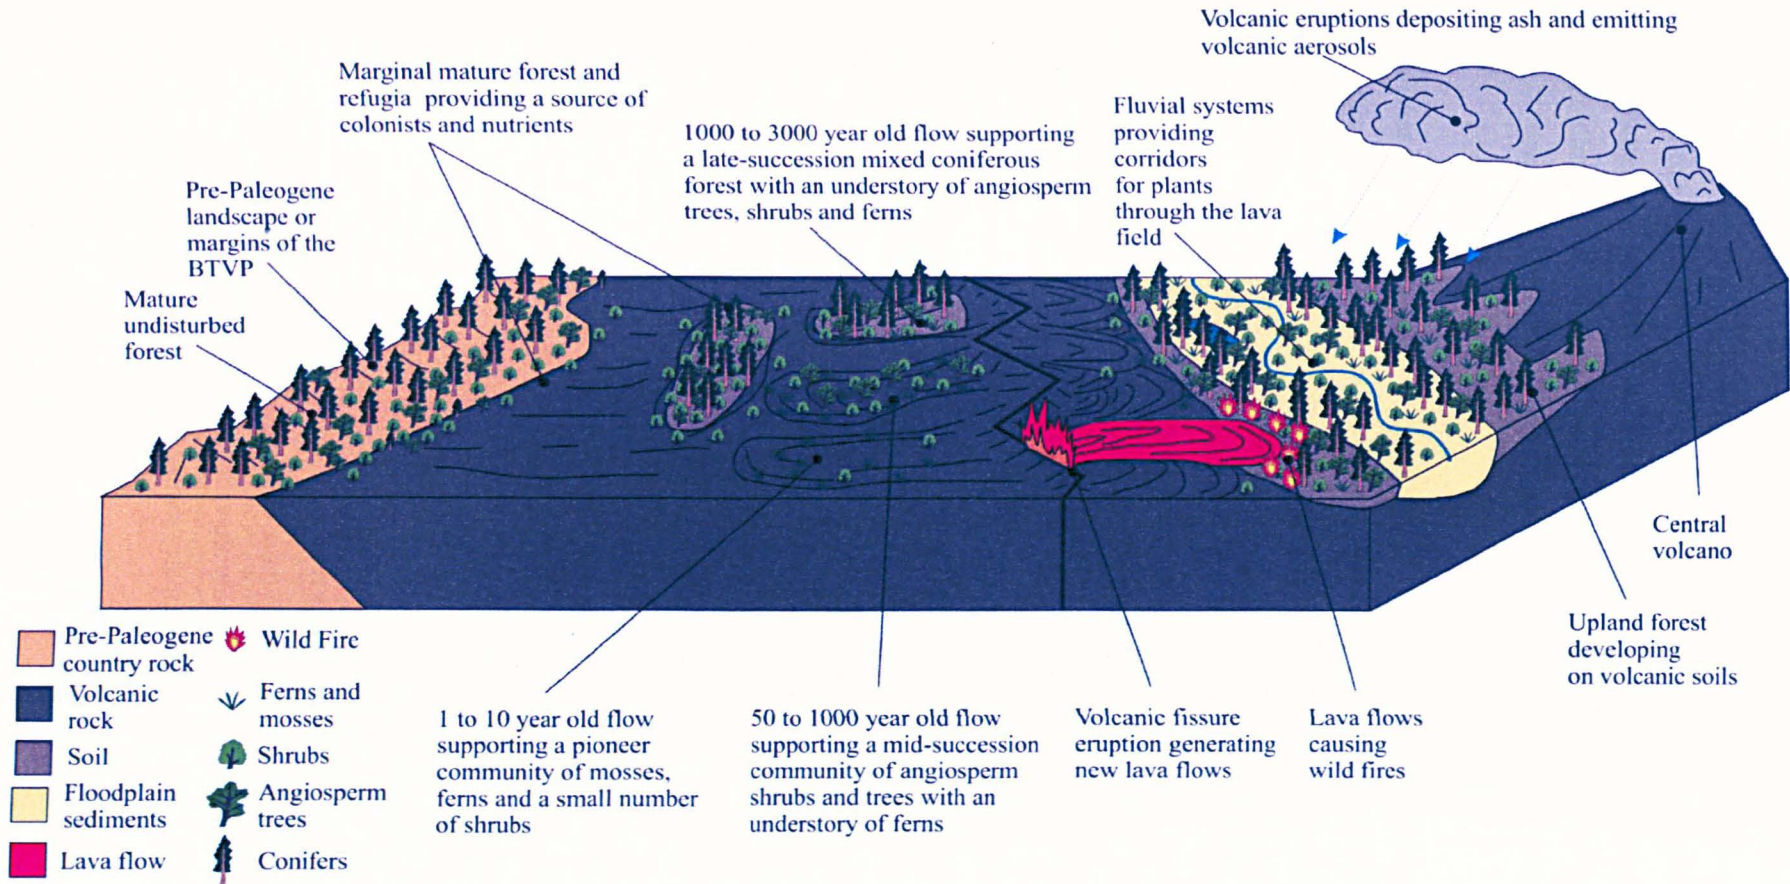 Volcanic eruptions depositing ash and emitting
volcanic aerosols
Marginal mature forest and
refugia providing a source of
colonists and nutrients
1000 to 3000 year old flow supporting
a late-succession mixed coniferous
forest with an understory of angiosperm
trees, shrubs and ferns
Fluvial systems
providing
corridors
for plants
through the lava
field
Pre-Paleogene
landscape or
margins of the
BTVP
Mature
undisturbed
forest
Central
volcano
Upland forest
developing
on volcanic soils
1 to 10 year old flow
supporting a pioneer
community of mosses,
ferns and a small number
of shrubs
50 to 1000 year old flow
supporting a mid-succession
community of angiosperm
shrubs and trees with an
understory of ferns
Volcanic fissure
eruption generating
new lava flows
Lava flows
causing
wild fires
Pre-Paleogene
country rock
Volcanic
rock
Soil
Floodplain
sediments
Lava flow
Wild Fire
Ferns and
mosses
Shrubs
Angiosperm
trees
Conifers